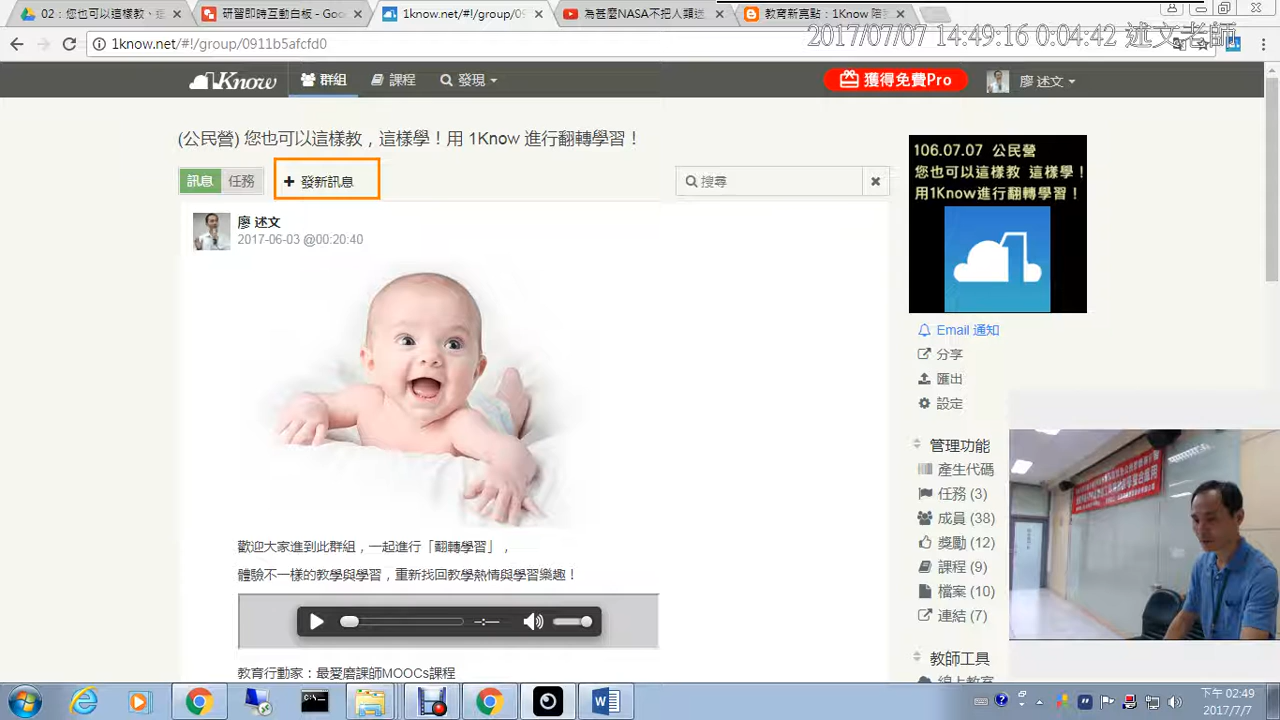 02：您也可以這樣教、這
研習即時互動白板 - Goo
1know.net/#!/group/09
為甚麼NASA不把人類送
教育新亮點：1Know 陪
1know.net/#!/group/0911b5afcfd0
2017/07/07 14:49:16 0:04:42 述文老師
1Know
群組
課程
發現
獲得免費Pro
廖 述文
(公民營) 您也可以這樣教，這樣學！用 1Know 進行翻轉學習！
訊息
任務
發新訊息
搜尋
廖 述文
2017-06-03 @00:20:40
歡迎大家進到此群組，一起進行「翻轉學習」，
體驗不一樣的教學與學習，重新找回教學熱情與學習樂趣！
-:--
教育行動家：最愛磨課師MOOCs課程
106.07.07 公民營
您也可以這樣教 這樣學！
用1Know進行翻轉學習！
Email 通知
分享
匯出
設定
管理功能
產生代碼
任務 (3)
成員 (38)
獎勵 (12)
課程 (9)
檔案 (10)
連結 (7)
教師工具
線上教室
下午 02:49
2017/7/7